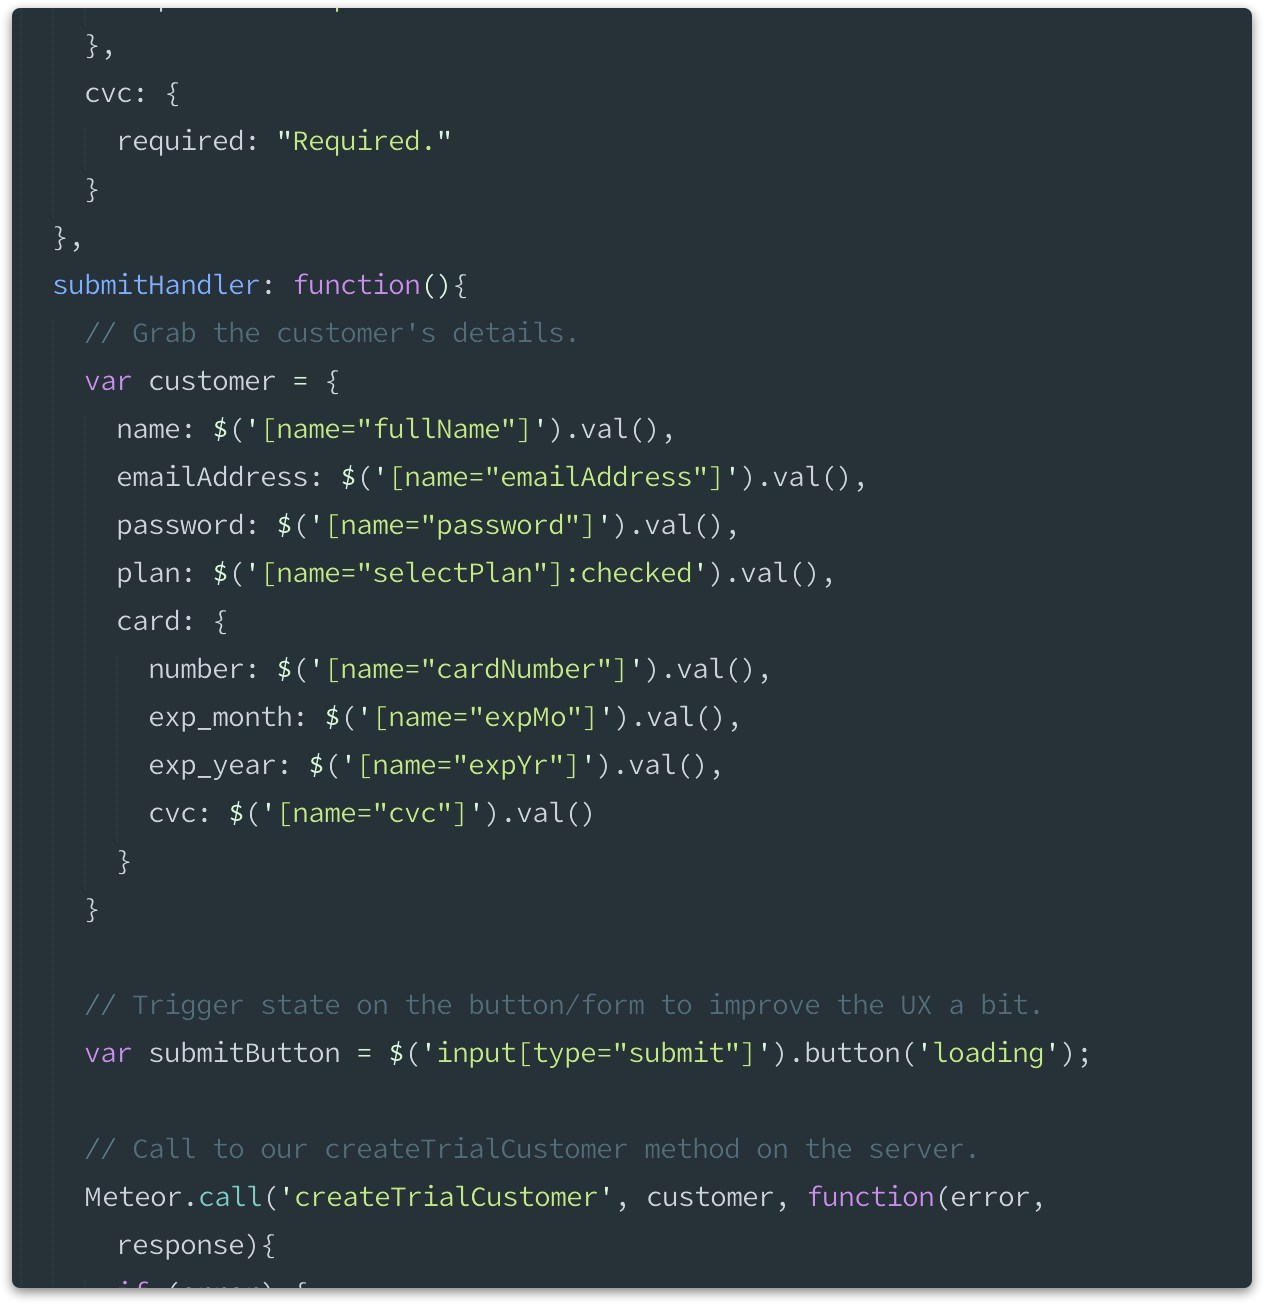 },
cvc: {
required: "Required."
}
},
submitHandler: function(){
// Grab the customer's details.
var customer = {
name: $('[name="fullName"]').val(),
emailAddress: $('[name="emailAddress"]').val(),
password: $('[name="password"]').val(),
plan: $('[name="selectPlan"]:checked').val(),
card: {
number: $('[name="cardNumber"]').val(),
exp_month: $('[name="expMo"]').val(),
exp_year: $('[name="expYr"]').val(),
cvc: $('[name="cvc"]').val()
}
}
// Trigger state on the button/form to improve the UX a bit.
var submitButton = $('input[type="submit"]').button('loading');
// Call to our createTrialCustomer method on the server.
Meteor.call('createTrialCustomer', customer, function(error,
response){
if (error) {